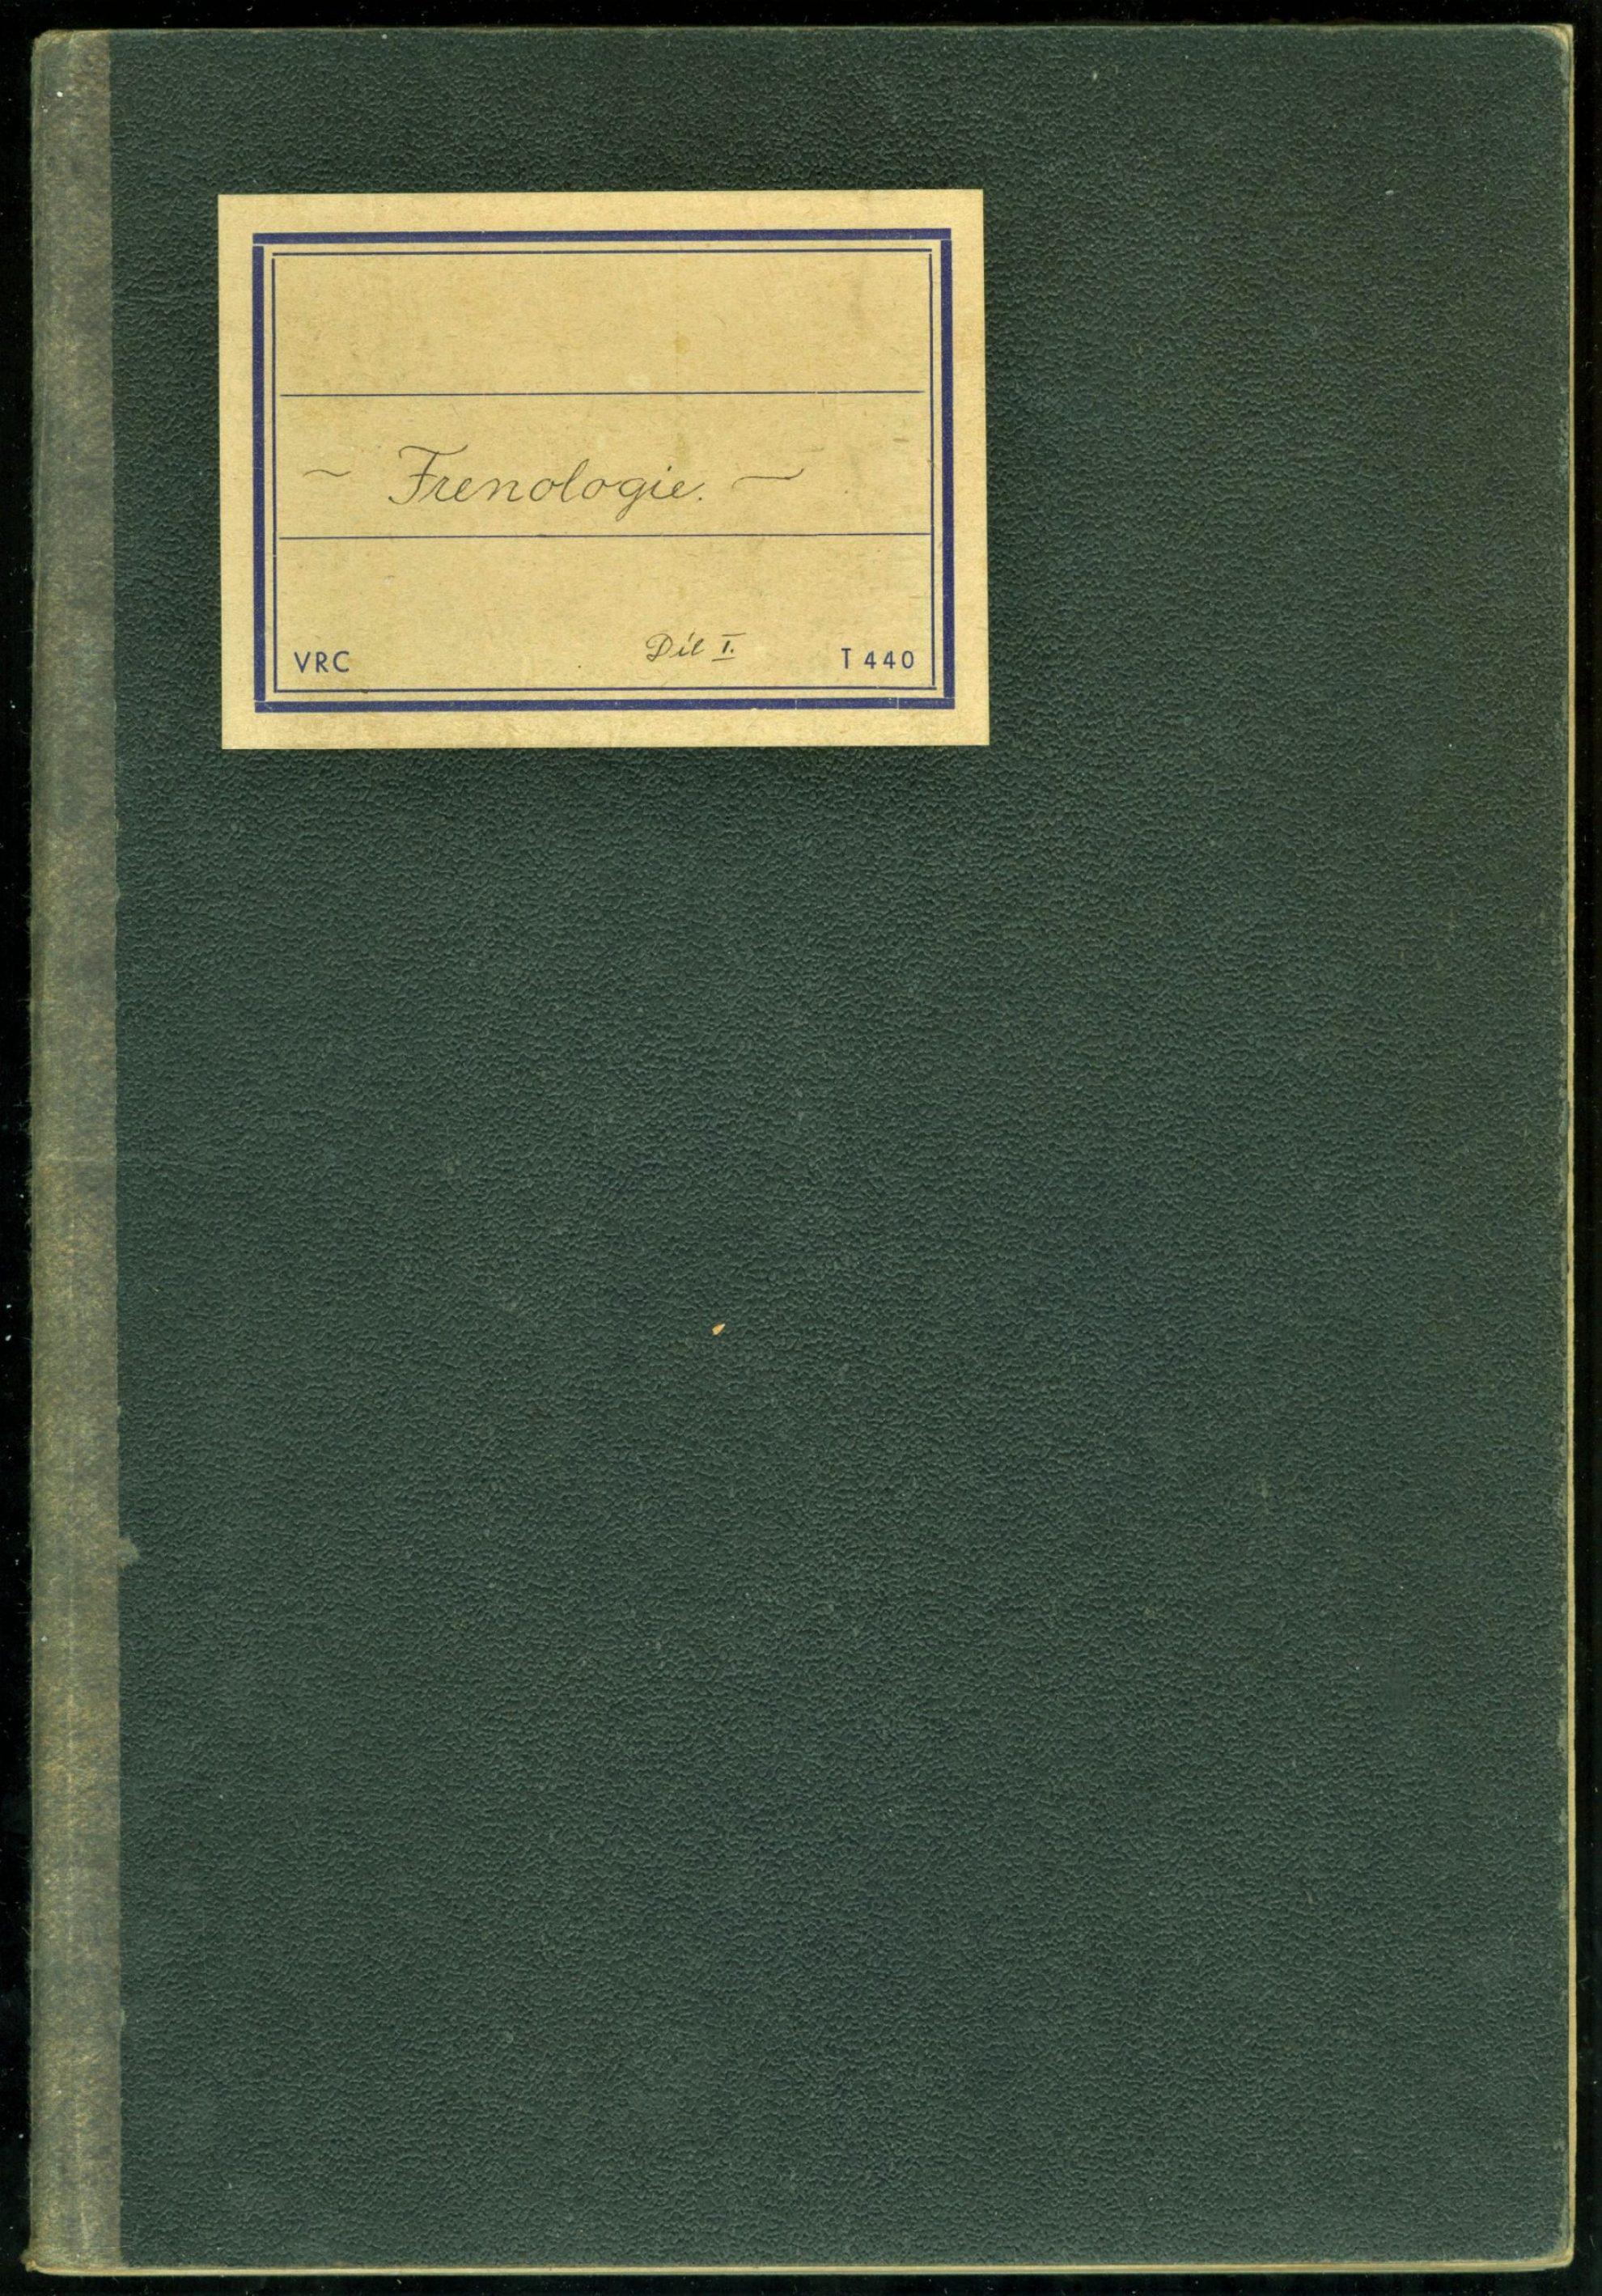 ~ Frenologie. ~
VRC Díl I. T 440